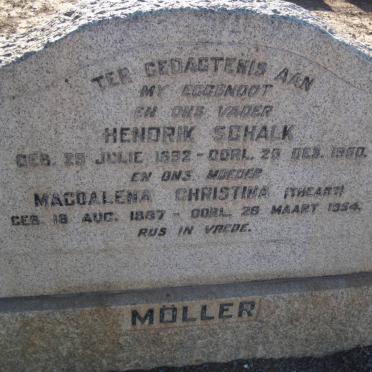 TER GEDAGTENIS AAN
MY EGGENOOT
EN ONS VADER
HENDRIK SCHALK
GEB. 25 JULIE 1882 - OORL. 20 DES. 1950.
EN ONS MOEDER
MAGDALENA CHRISTINA (THEART)
GEB. 18 AUG. 1887 - OORL. 28 MAART 1954.
RUS IN VREDE.
MÖLLER